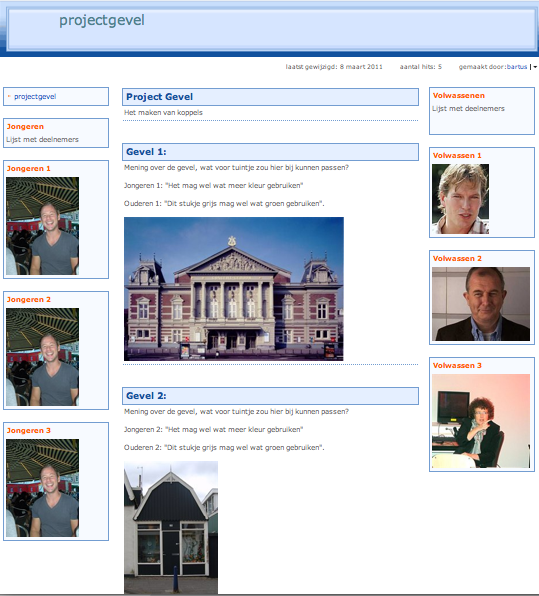 projectgevel
laatst gewijzigd: 8 maart 2011 aantal hits: 5 gemaakt door:bartus
projectgevel
Jongeren
Lijst met deelnemers
Jongeren 1
Jongeren 2
Jongeren 3
Project Gevel
Het maken van koppels
Gevel 1:
Mening over de gevel, wat voor tuintje zou hier bij kunnen passen?
Jongeren 1: "Het mag wel wat meer kleur gebruiken"
Ouderen 1: "Dit stukje grijs mag wel wat groen gebruiken".
Gevel 2:
Mening over de gevel, wat voor tuintje zou hier bij kunnen passen?
Jongeren 2: "Het mag wel wat meer kleur gebruiken"
Ouderen 2: "Dit stukje grijs mag wel wat groen gebruiken".
Volwassenen
Lijst met deelnemers
Volwassen 1
Volwassen 2
Volwassen 3